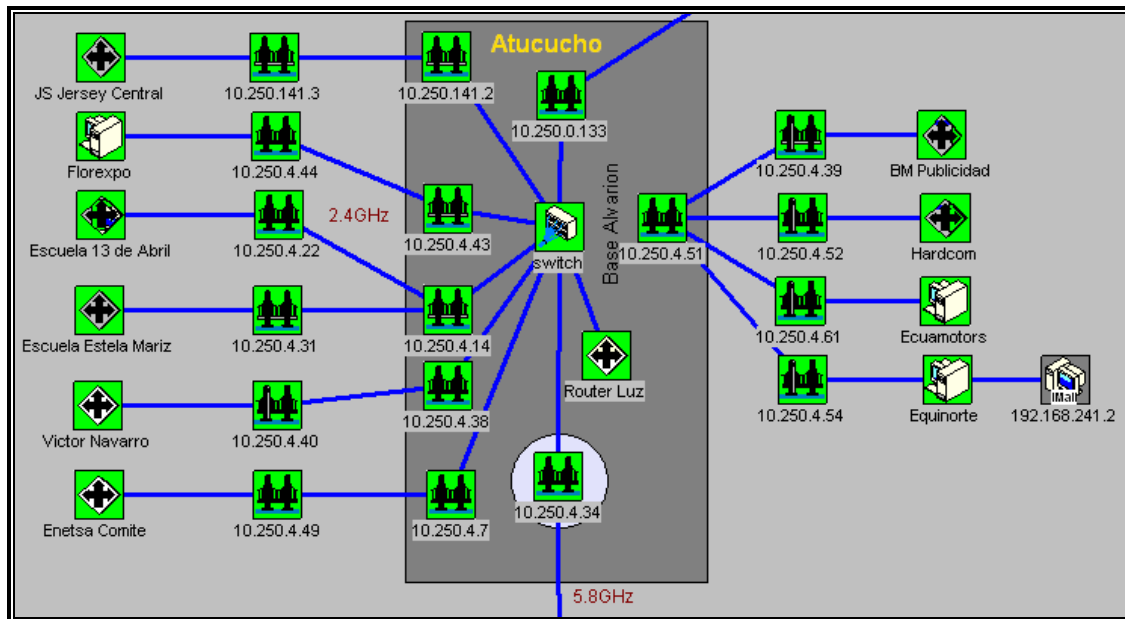 Atucucho
JS Jersey Central
10.250.141.3
10.250.141.2
10.250.0.133
Florexpo
10.250.4.44
10.250.4.39
BM Publicidad
2.4GHz
10.250.4.43
Escuela 13 de Abril
10.250.4.22
switch
Base Alvarion
10.250.4.51
10.250.4.52
Hardcom
Escuela Estela Mariz
10.250.4.31
10.250.4.14
10.250.4.61
Ecuamotors
Router Luz
Victor Navarro
10.250.4.40
10.250.4.38
10.250.4.54
Equinorte
IMail
192.168.241.2
Enetsa Comite
10.250.4.49
10.250.4.7
10.250.4.34
5.8GHz